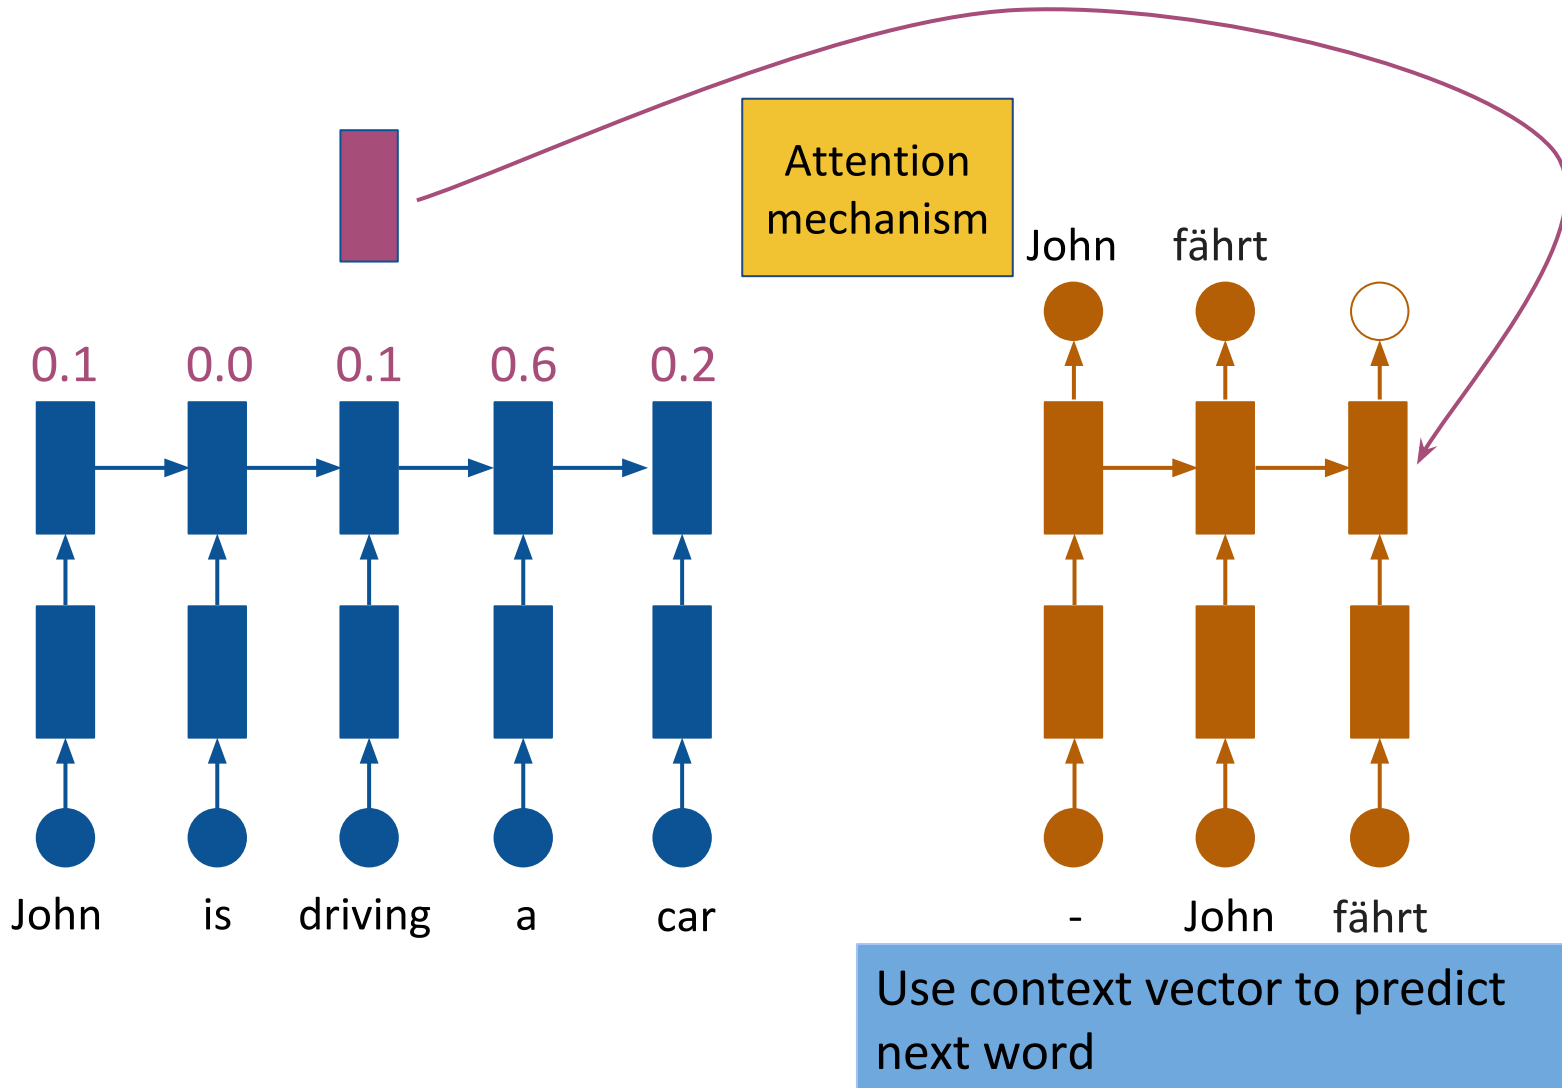 Attention
mechanism
John fährt
0.1 0.0 0.1 0.6 0.2
John is driving a car
- John fährt
Use context vector to predict
next word